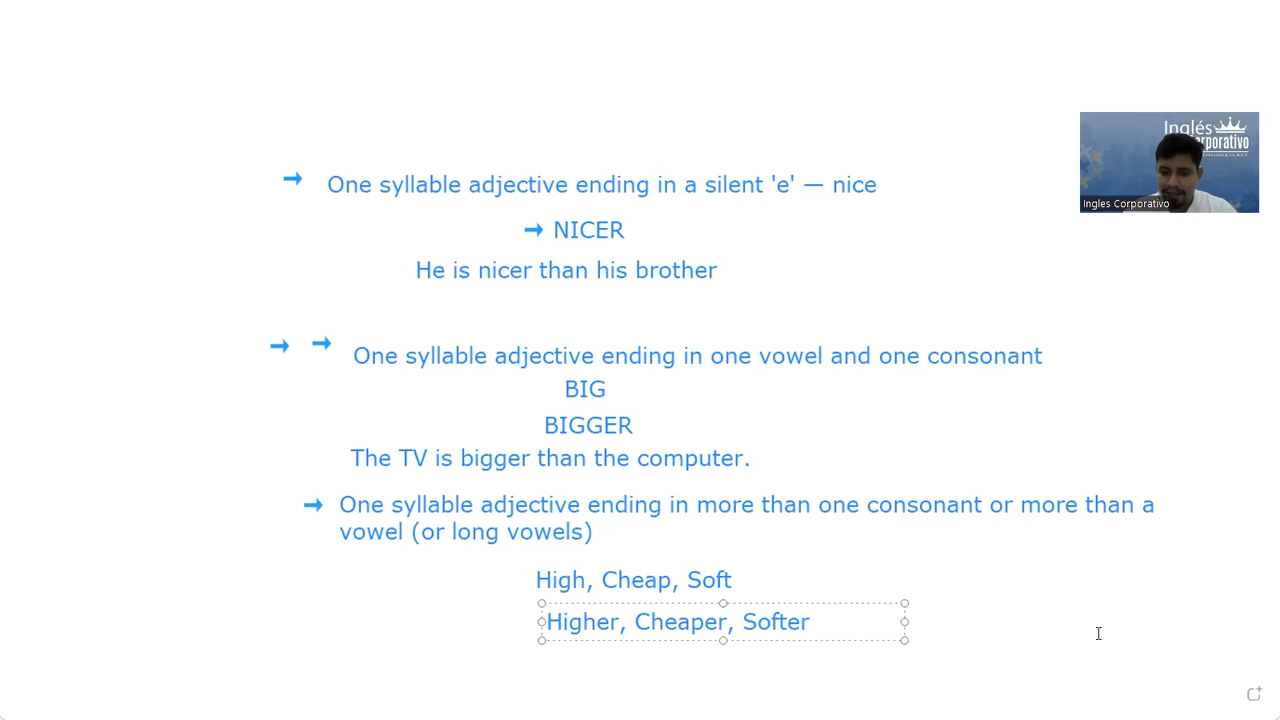 Inglés
Corporativo
Ingles Corporativo
→ One syllable adjective ending in a silent 'e' — nice
→ NICER
He is nicer than his brother
→ → One syllable adjective ending in one vowel and one consonant
BIG
BIGGER
The TV is bigger than the computer.
→ One syllable adjective ending in more than one consonant or more than a
vowel (or long vowels)
High, Cheap, Soft
Higher, Cheaper, Softer